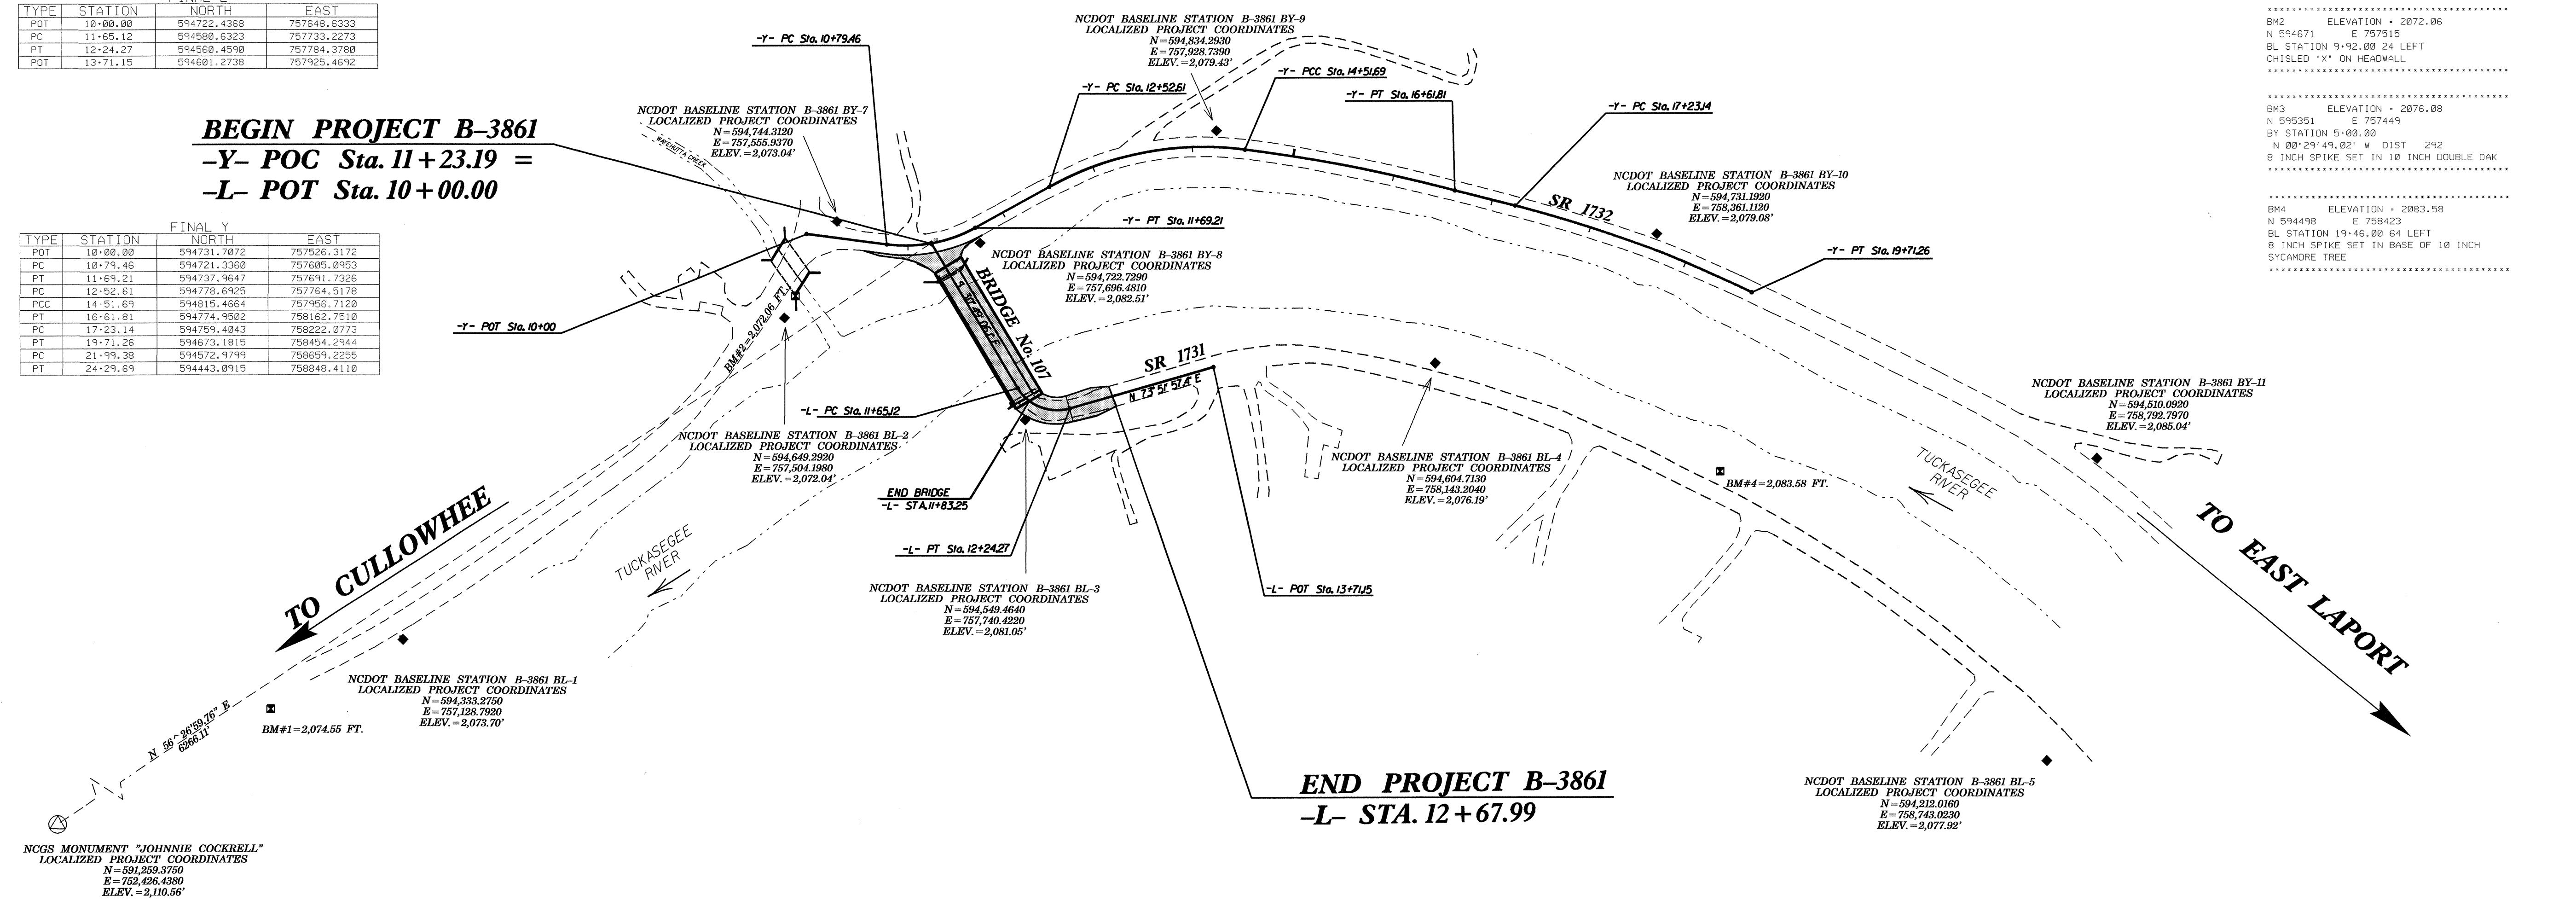 TYPE STATION NORTH EAST
POT 10+00.00 594722.4368 757648.6333
PC 11+65.12 594580.6323 757733.2273
PT 12+24.27 594560.4590 757784.3780
POT 13+71.15 594601.2738 757925.4692
BEGIN PROJECT B-3861
-Y- POC Sta. 11+23.19 =
-L- POT Sta. 10+00.00
FINAL Y
TYPE STATION NORTH EAST
POT 10+00.00 594731.7072 757526.3172
PC 10+79.46 594721.3360 757605.0953
PT 11+69.21 594737.9647 757691.7326
PC 12+52.61 594778.6925 757764.5178
PCC 14+51.69 594815.4664 757956.7120
PT 16+61.81 594774.9502 758162.7510
PC 17+23.14 594759.4043 758222.0773
PT 19+71.26 594673.1815 758454.2944
PC 21+99.38 594572.9799 758659.2255
PT 24+29.69 594443.0915 758848.4110
-Y- PC Sta. 10+79.46
NCDOT BASELINE STATION B-3861 BY-7
LOCALIZED PROJECT COORDINATES
N=594,744.3120
E=757,555.9370
ELEV.=2,073.04'
WAYEHUTTA CREEK
NCDOT BASELINE STATION B-3861 BY-9
LOCALIZED PROJECT COORDINATES
N=594,834.2930
E=757,928.7390
ELEV.=2,079.43'
-Y- PC Sta. 12+52.61
-Y- PCC Sta. 14+51.69
-Y- PT Sta. 16+61.81
-Y- PC Sta. 17+23.14
SR 1732
NCDOT BASELINE STATION B-3861 BY-10
LOCALIZED PROJECT COORDINATES
N=594,731.1920
E=758,361.1120
ELEV.=2,079.08'
-Y- PT Sta. 19+71.26
-Y- PT Sta. 11+69.21
NCDOT BASELINE STATION B-3861 BY-8
LOCALIZED PROJECT COORDINATES
N=594,722.7290
E=757,696.4810
ELEV.=2,082.51'
-Y- POT Sta. 10+00
BM#2=2,072.06 FT.
BRIDGE No. 107
SR 1731
N 73° 51' 57.4" E
-L- PC Sta. 11+65.12
NCDOT BASELINE STATION B-3861 BL-2
LOCALIZED PROJECT COORDINATES
N=594,649.2920
E=757,504.1980
ELEV.=2,072.04'
END BRIDGE
-L- STA. 11+83.25
-L- PT Sta. 12+24.27
NCDOT BASELINE STATION B-3861 BL-3
LOCALIZED PROJECT COORDINATES
N=594,549.4640
E=757,740.4220
ELEV.=2,081.05'
-L- POT Sta. 13+71.15
NCDOT BASELINE STATION B-3861 BL-4
LOCALIZED PROJECT COORDINATES
N=594,604.7130
E=758,143.2040
ELEV.=2,076.19'
BM#4=2,083.58 FT.
TUCKASEGEE
RIVER
NCDOT BASELINE STATION B-3861 BY-11
LOCALIZED PROJECT COORDINATES
N=594,510.0920
E=758,792.7970
ELEV.=2,085.04'
TO EAST LAPORT
TO CULLOWHEE
TUCKASEGEE
RIVER
NCDOT BASELINE STATION B-3861 BL-1
LOCALIZED PROJECT COORDINATES
N=594,333.2750
E=757,128.7920
ELEV.=2,073.70'
BM#1=2,074.55 FT.
N 56^26'59.76" E
6266.11'
NCGS MONUMENT "JOHNNIE COCKRELL"
LOCALIZED PROJECT COORDINATES
N=591,259.3750
E=752,426.4380
ELEV.=2,110.56'
END PROJECT B-3861
-L- STA. 12+67.99
NCDOT BASELINE STATION B-3861 BL-5
LOCALIZED PROJECT COORDINATES
N=594,212.0160
E=758,743.0230
ELEV.=2,077.92'
BM2 ELEVATION = 2072.06
N 594671 E 757515
BL STATION 9+92.00 24 LEFT
CHISLED "X" ON HEADWALL
BM3 ELEVATION = 2076.08
N 595351 E 757449
BY STATION 5+00.00
N 00°29'49.02" W DIST 292
8 INCH SPIKE SET IN 10 INCH DOUBLE OAK
BM4 ELEVATION = 2083.58
N 594498 E 758423
BL STATION 19+46.00 64 LEFT
8 INCH SPIKE SET IN BASE OF 10 INCH
SYCAMORE TREE